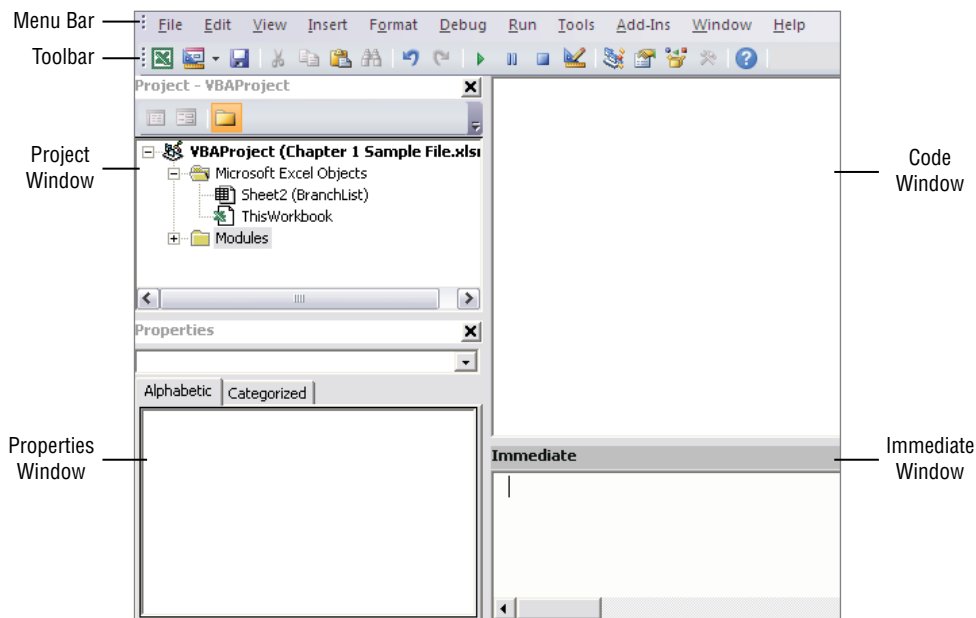 Menu Bar
File Edit View Insert Format Debug Run Tools Add-Ins Window Help
Toolbar
Project - VBAProject
VBAProject (Chapter 1 Sample File.xls
Project
Window
Microsoft Excel Objects
Sheet2 (BranchList)
ThisWorkbook
Modules
Code
Window
Properties
Alphabetic Categorized
Properties
Window
Immediate
Immediate
Window